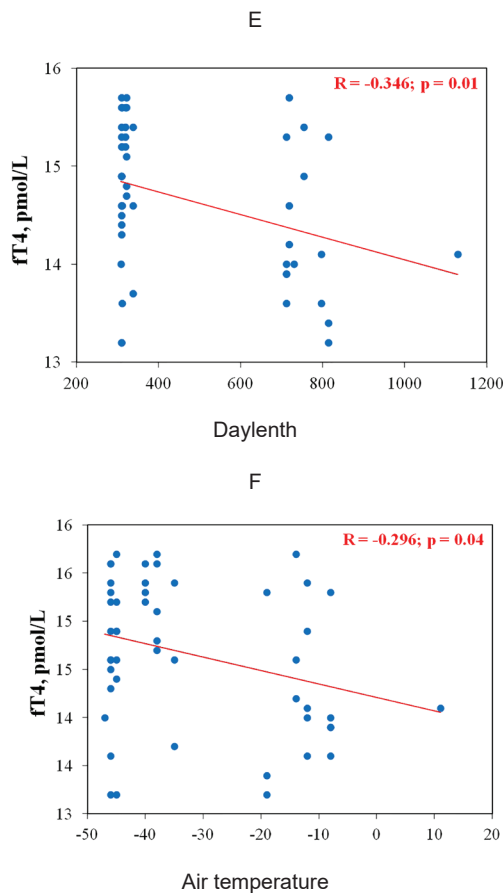 E
16
R = -0.346; p = 0.01
15
fT4, pmol/L
14
13
200 400 600 800 1000 1200
Daylenth
F
16
R = -0.296; p = 0.04
16
15
fT4, pmol/L
15
14
14
13
-50 -40 -30 -20 -10 0 10 20
Air temperature